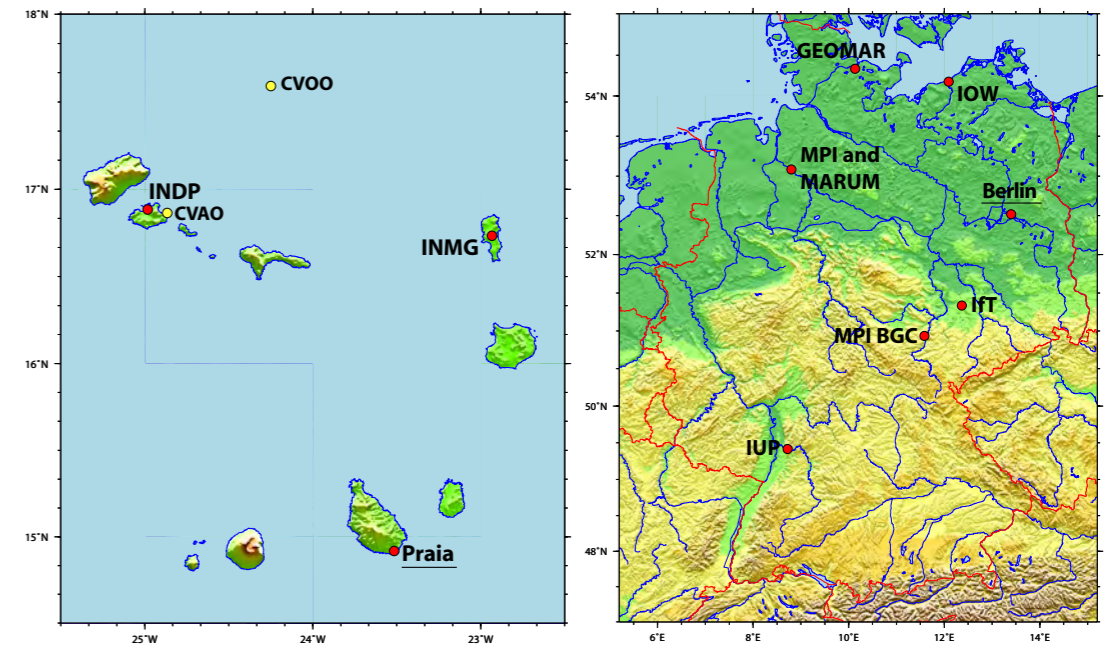 18°N
CVOO
17°N
INDP
CVAO
INMG
16°N
15°N
Praia
25°W
24°W
23°W
GEOMAR
54°N
IOW
MPI and
MARUM
Berlin
52°N
IfT
MPI BGC
50°N
IUP
48°N
6°E
8°E
10°E
12°E
14°E